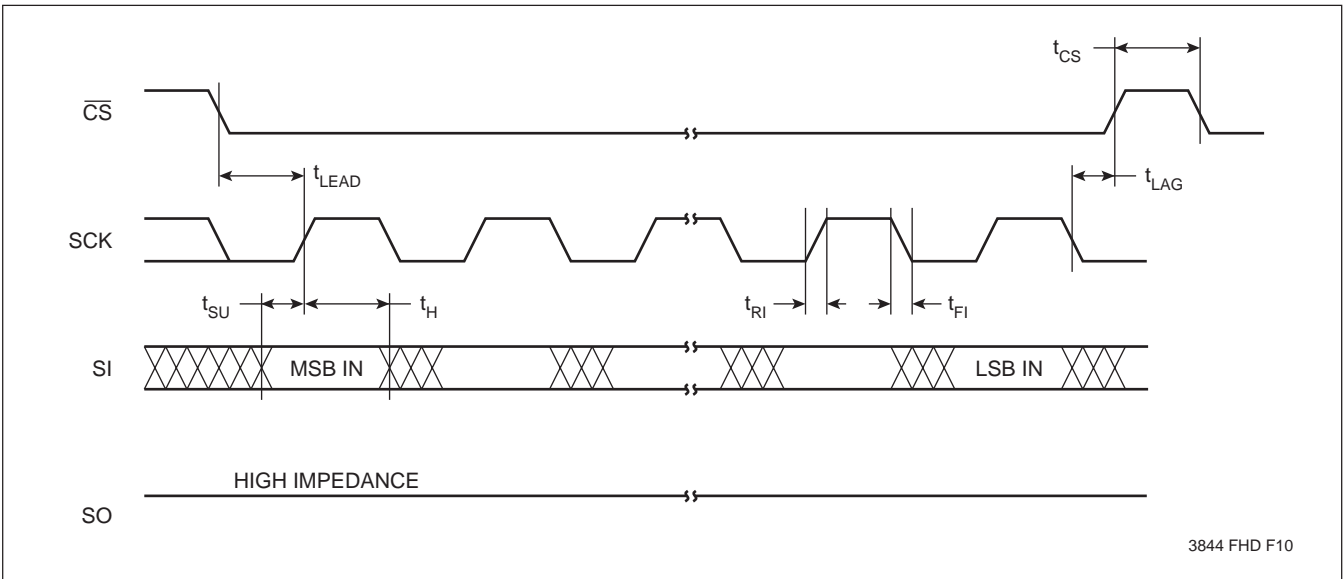 t_CS
C̅S̅
t_LEAD
t_LAG
SCK
t_SU
t_H
t_RI
t_FI
SI
MSB IN
LSB IN
HIGH IMPEDANCE
SO
3844 FHD F10